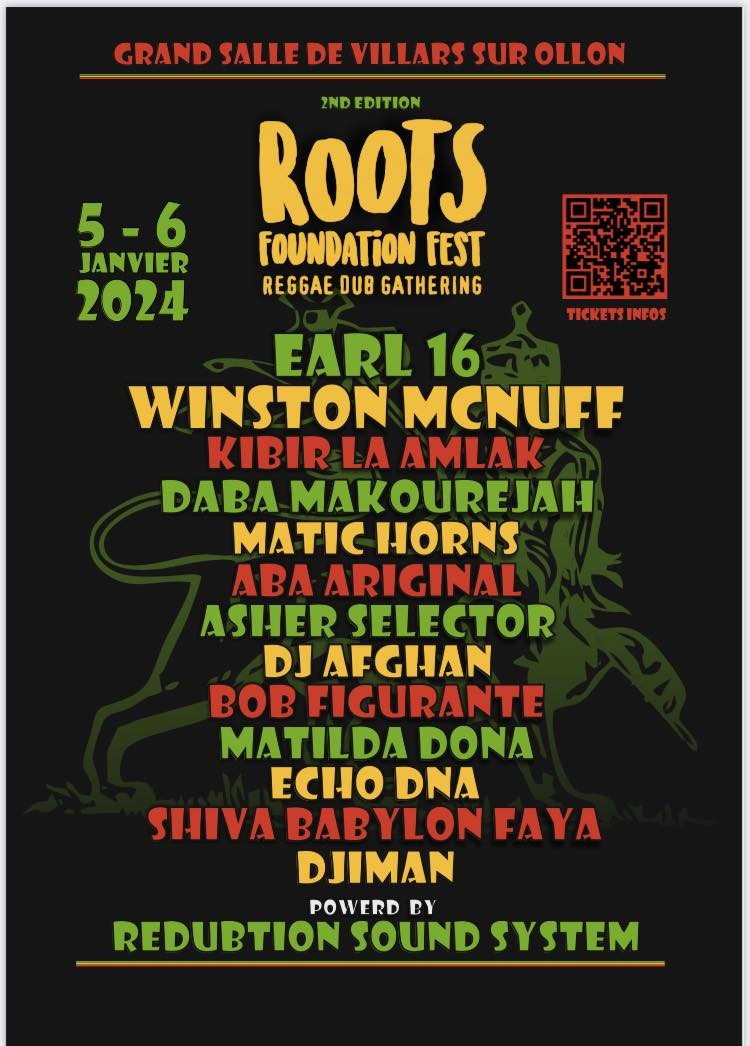 GRAND SALLE DE VILLARS SUR OLLON
2ND EDITION
ROOTS
FOUNDATION FEST
REGGAE DUB GATHERING
5 - 6
JANVIER
2024
TICKETS INFOS
EARL 16
WINSTON MCNUFF
KIBIR LA AMLAK
DABA MAKOUREJAH
MATIC HORNS
ABA ARIGINAL
ASHER SELECTOR
DJ AFGHAN
BOB FIGURANTE
MATILDA DONA
ECHO DNA
SHIVA BABYLON FAYA
DJIMAN
POWERD BY
REDUBTION SOUND SYSTEM